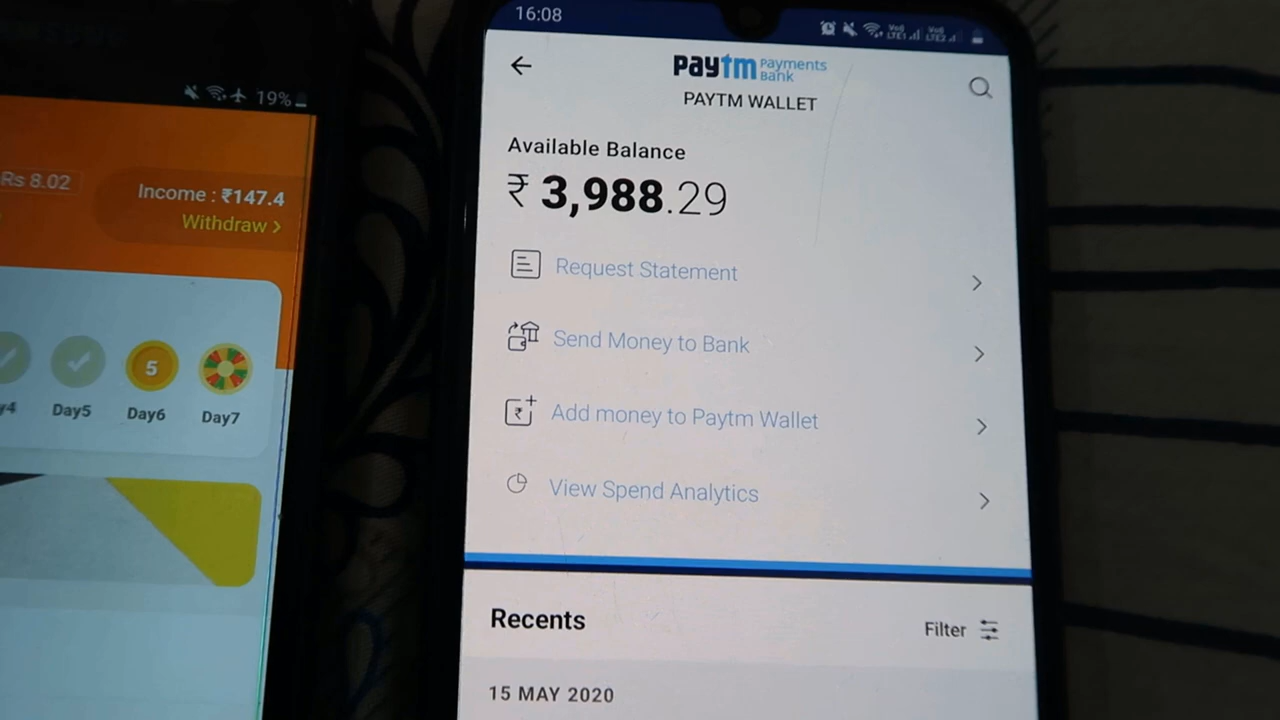 19%
Rs 8.02
Income : ₹147.4
Withdraw >
5
Day5
Day6
Day7
16:08
paytm Payments Bank
PAYTM WALLET
Available Balance
₹ 3,988.29
Request Statement
Send Money to Bank
Add money to Paytm Wallet
View Spend Analytics
Recents
Filter
15 MAY 2020